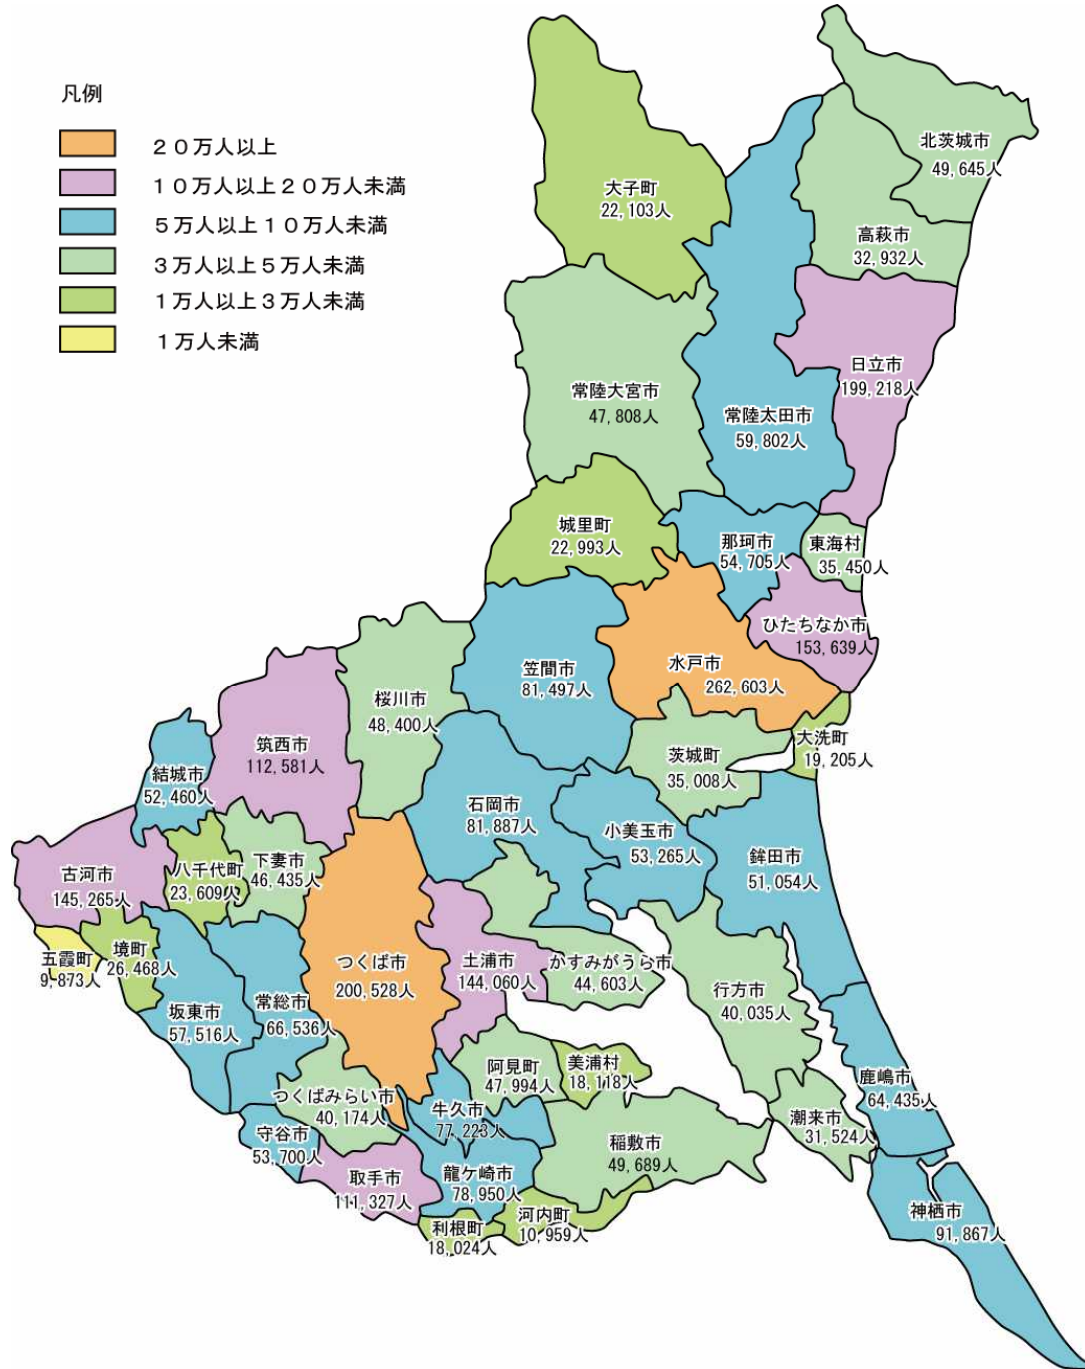 凡例
20万人以上
10万人以上20万人未満
5万人以上10万人未満
3万人以上5万人未満
1万人以上3万人未満
1万人未満
北茨城市
49,645人
大子町
22,103人
高萩市
32,932人
日立市
199,218人
常陸大宮市
47,808人
常陸太田市
59,802人
城里町
22,993人
那珂市
54,705人
東海村
35,450人
ひたちなか市
153,639人
水戸市
262,603人
笠間市
81,497人
桜川市
48,400人
筑西市
112,581人
結城市
52,460人
茨城町
35,008人
大洗町
19,205人
石岡市
81,887人
小美玉市
53,265人
鉾田市
51,054人
古河市
145,265人
八千代町
23,609人
下妻市
46,435人
五霞町
9,873人
境町
26,468人
坂東市
57,516人
常総市
66,536人
つくば市
200,528人
土浦市
144,060人
かすみがうら市
44,603人
行方市
40,035人
阿見町
47,994人
美浦村
18,118人
鹿嶋市
64,435人
つくばみらい市
40,174人
牛久市
77,223人
潮来市
31,524人
守谷市
53,700人
稲敷市
49,689人
取手市
111,327人
龍ケ崎市
78,950人
利根町
18,024人
河内町
10,959人
神栖市
91,867人